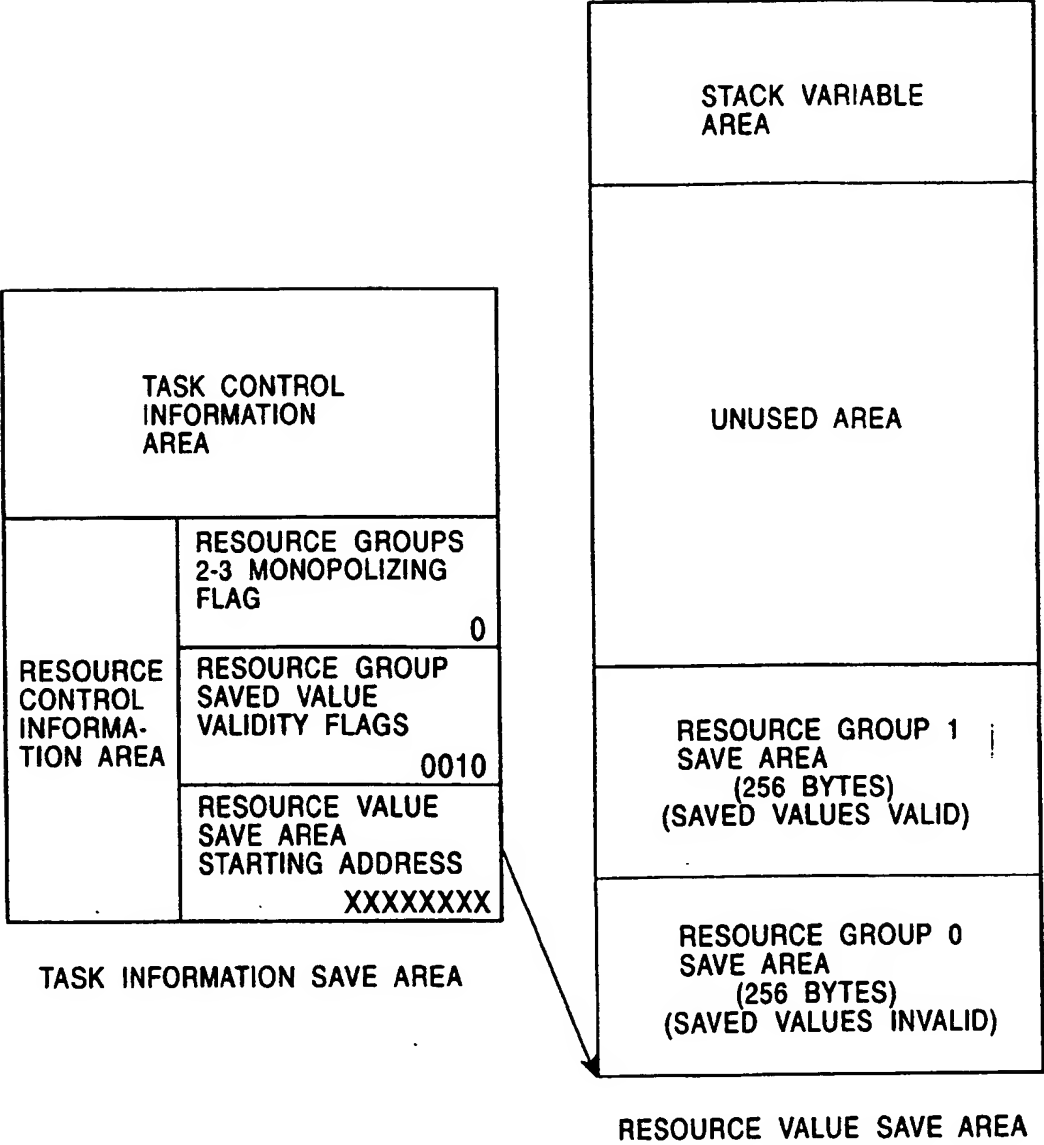 TASK CONTROL
INFORMATION
AREA
RESOURCE
CONTROL
INFORMA-
TION AREA
RESOURCE GROUPS
2-3 MONOPOLIZING
FLAG
0
RESOURCE GROUP
SAVED VALUE
VALIDITY FLAGS
0010
RESOURCE VALUE
SAVE AREA
STARTING ADDRESS
XXXXXXXX
TASK INFORMATION SAVE AREA
STACK VARIABLE
AREA
UNUSED AREA
RESOURCE GROUP 1
SAVE AREA
(256 BYTES)
(SAVED VALUES VALID)
RESOURCE GROUP 0
SAVE AREA
(256 BYTES)
(SAVED VALUES INVALID)
RESOURCE VALUE SAVE AREA